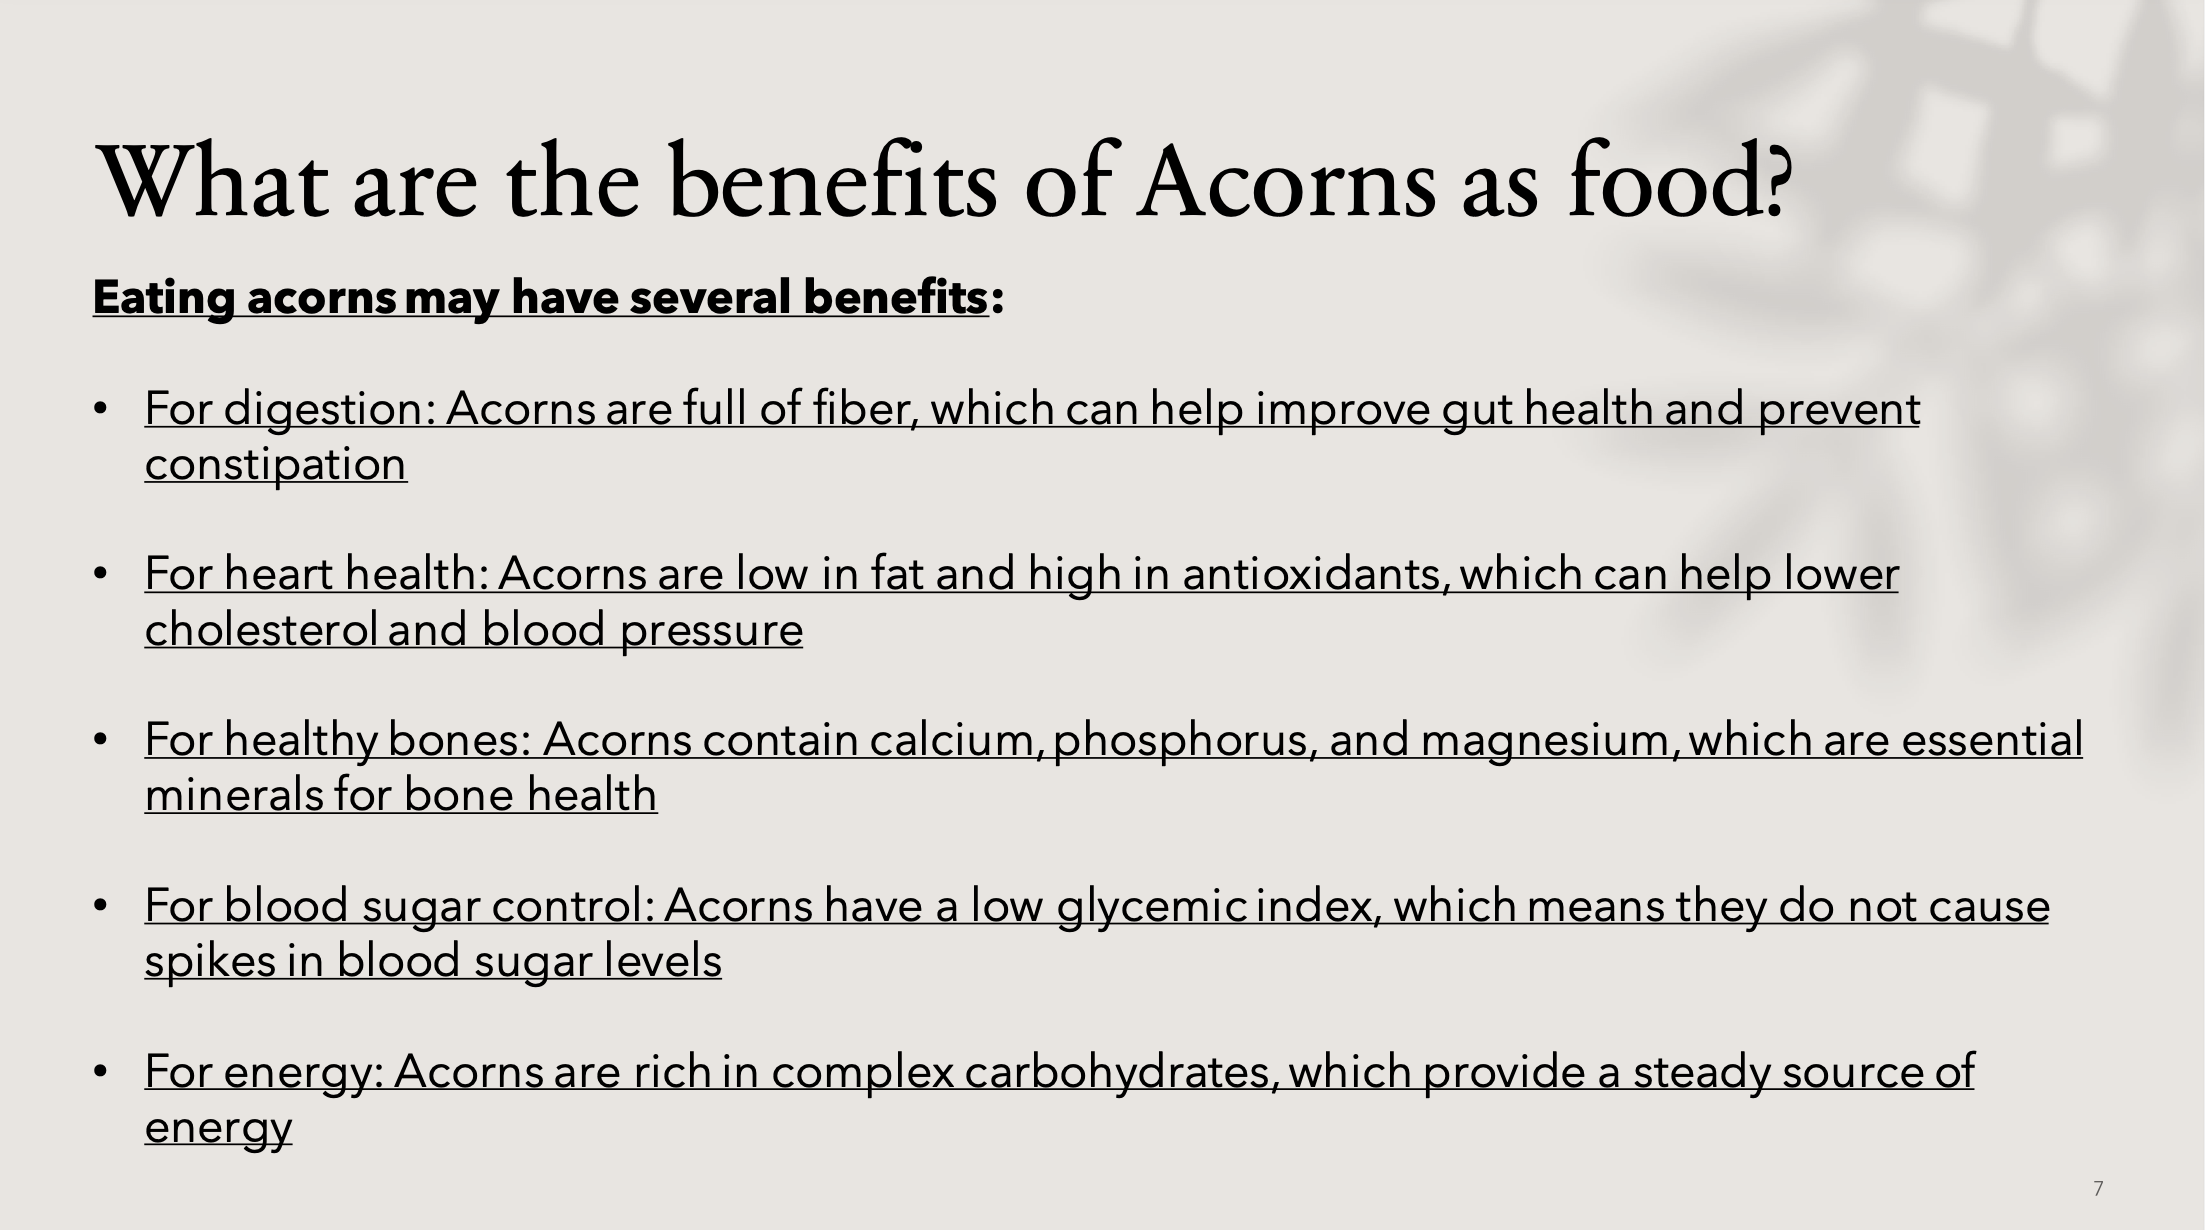 What are the benefits of Acorns as food?
Eating acorns may have several benefits:
• For digestion: Acorns are full of fiber, which can help improve gut health and prevent
constipation
• For heart health: Acorns are low in fat and high in antioxidants, which can help lower
cholesterol and blood pressure
• For healthy bones: Acorns contain calcium, phosphorus, and magnesium, which are essential
minerals for bone health
• For blood sugar control: Acorns have a low glycemic index, which means they do not cause
spikes in blood sugar levels
• For energy: Acorns are rich in complex carbohydrates, which provide a steady source of
energy
7